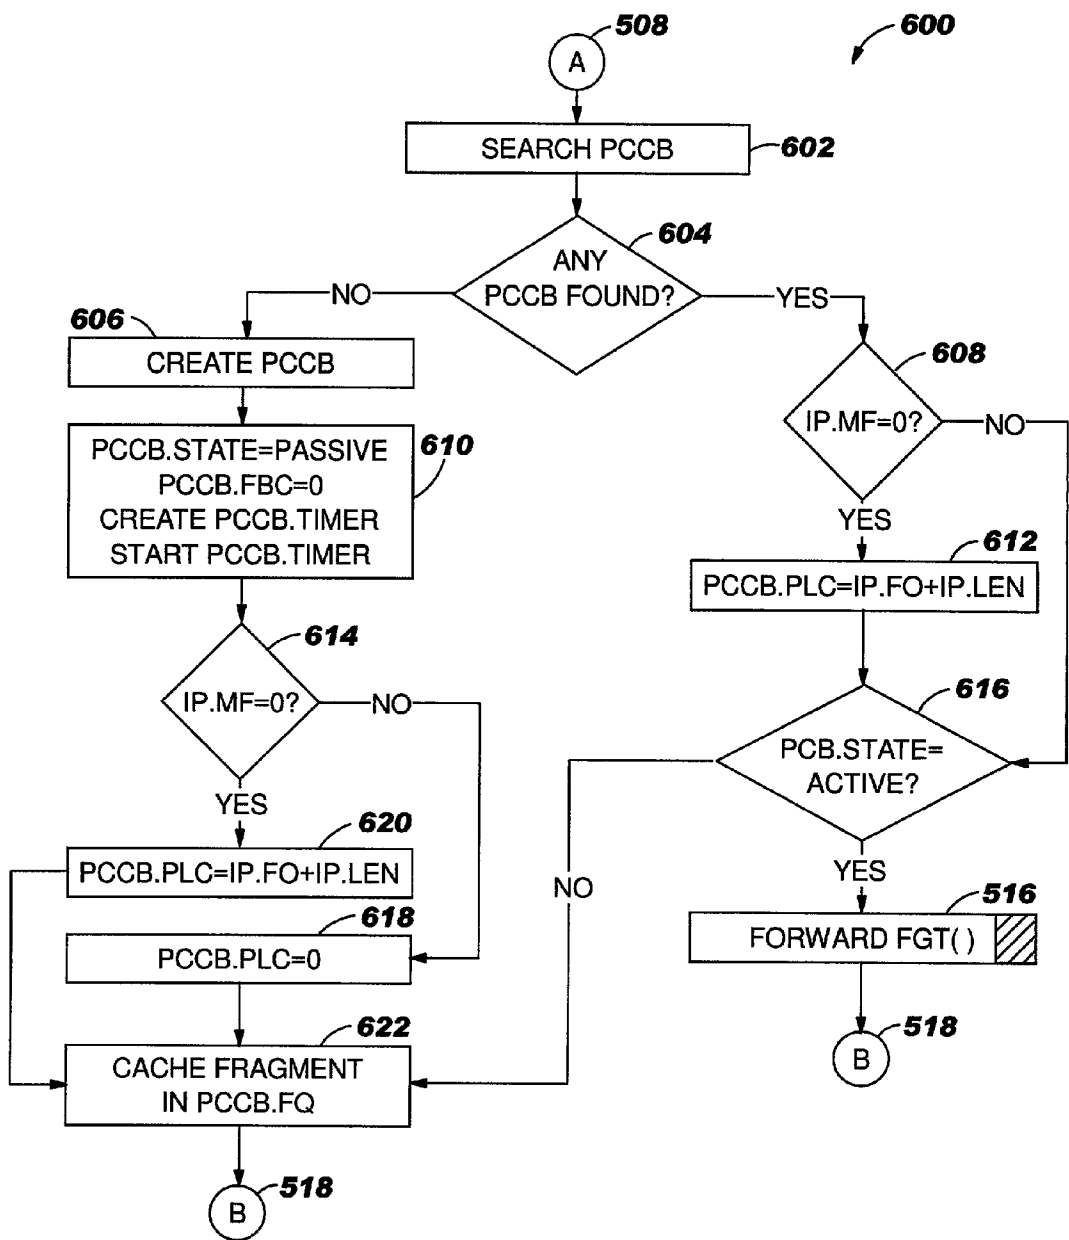 508
600
A
SEARCH PCCB
602
604
ANY
PCCB FOUND?
NO
YES
606
CREATE PCCB
608
IP.MF=0?
NO
PCCB.STATE=PASSIVE
PCCB.FBC=0
CREATE PCCB.TIMER
START PCCB.TIMER
610
YES
612
PCCB.PLC=IP.FO+IP.LEN
614
IP.MF=0?
NO
616
PCB.STATE=
ACTIVE?
YES
620
PCCB.PLC=IP.FO+IP.LEN
YES
NO
516
FORWARD FGT( )
618
PCCB.PLC=0
622
CACHE FRAGMENT
IN PCCB.FQ
518
B
518
B